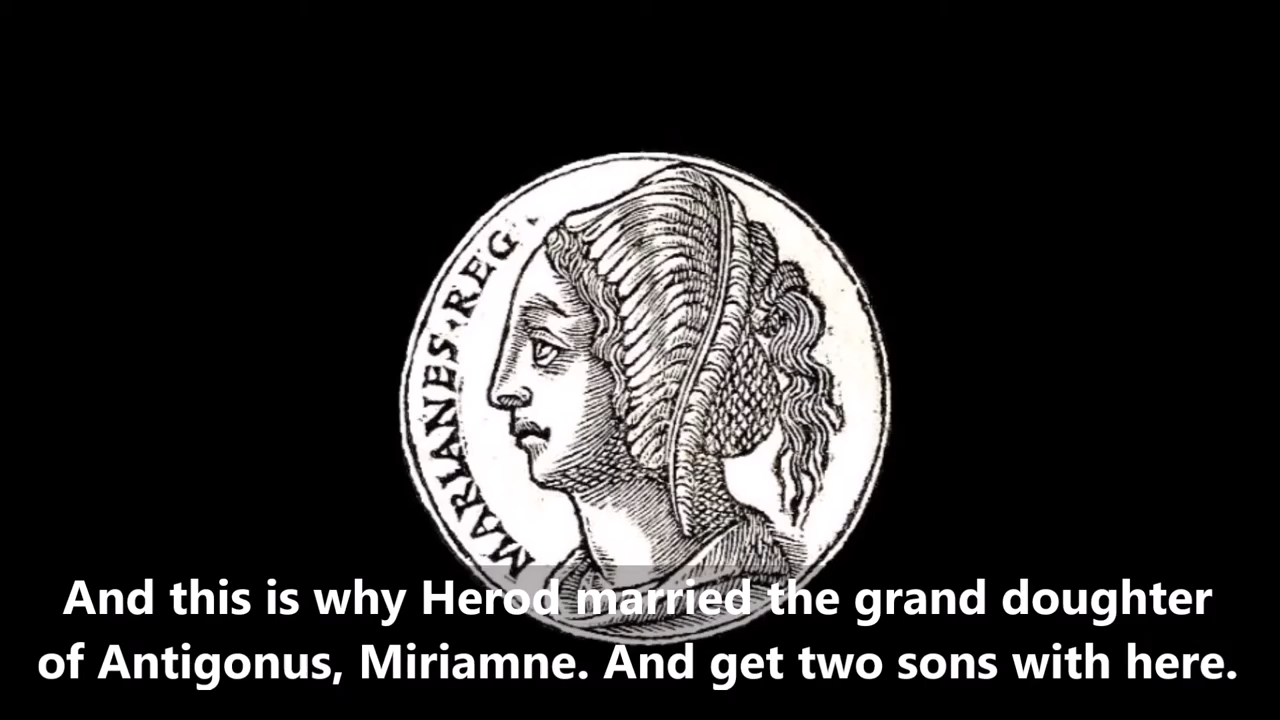 MARIANES·REG·
And this is why Herod married the grand doughter
of Antigonus, Miriamne. And get two sons with here.